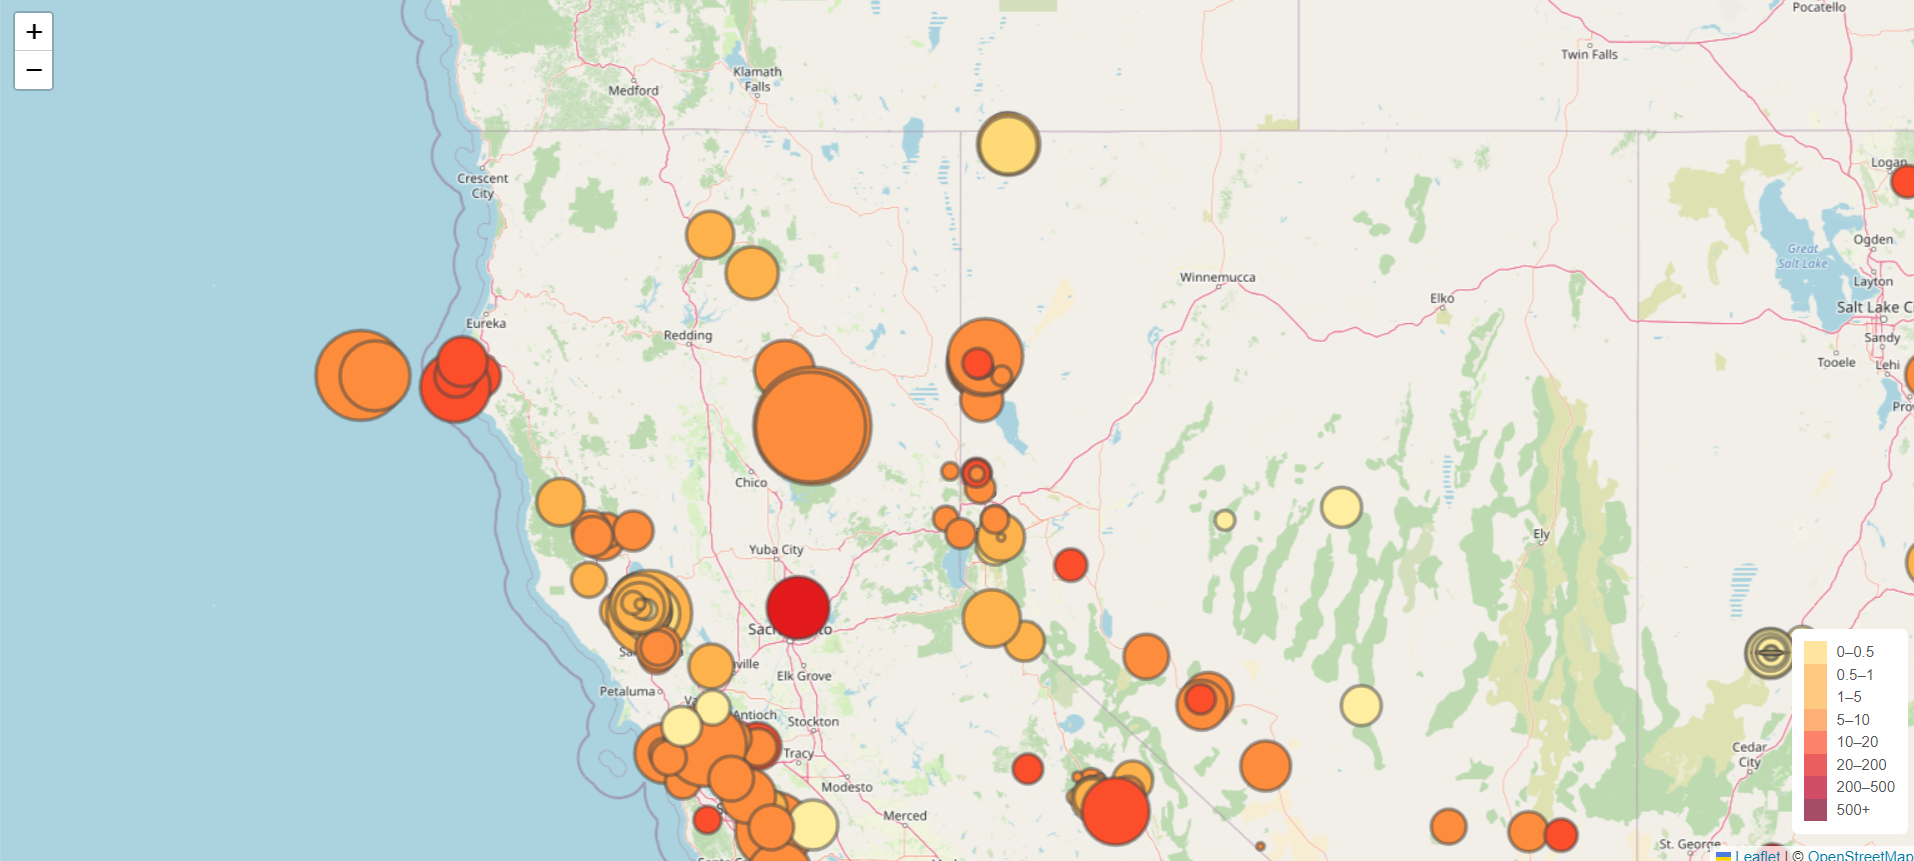 +
−
Pocatello
Twin Falls
Klamath
Falls
Medford
Logan
Crescent
City
Ogden
Great
Salt Lake
Layton
Winnemucca
Elko
Salt Lake C
Eureka
Redding
Sandy
Tooele
Lehi
Pro
Chico
Ely
Yuba City
Sac
to
Sa
a
ville
Elk Grove
Petaluma
Va
Antioch
Stockton
Tracy
Cedar
City
Modesto
S
Merced
St. George
Santa C
0–0.5
0.5–1
1–5
5–10
10–20
20–200
200–500
500+
Leaflet | © OpenStreetMap